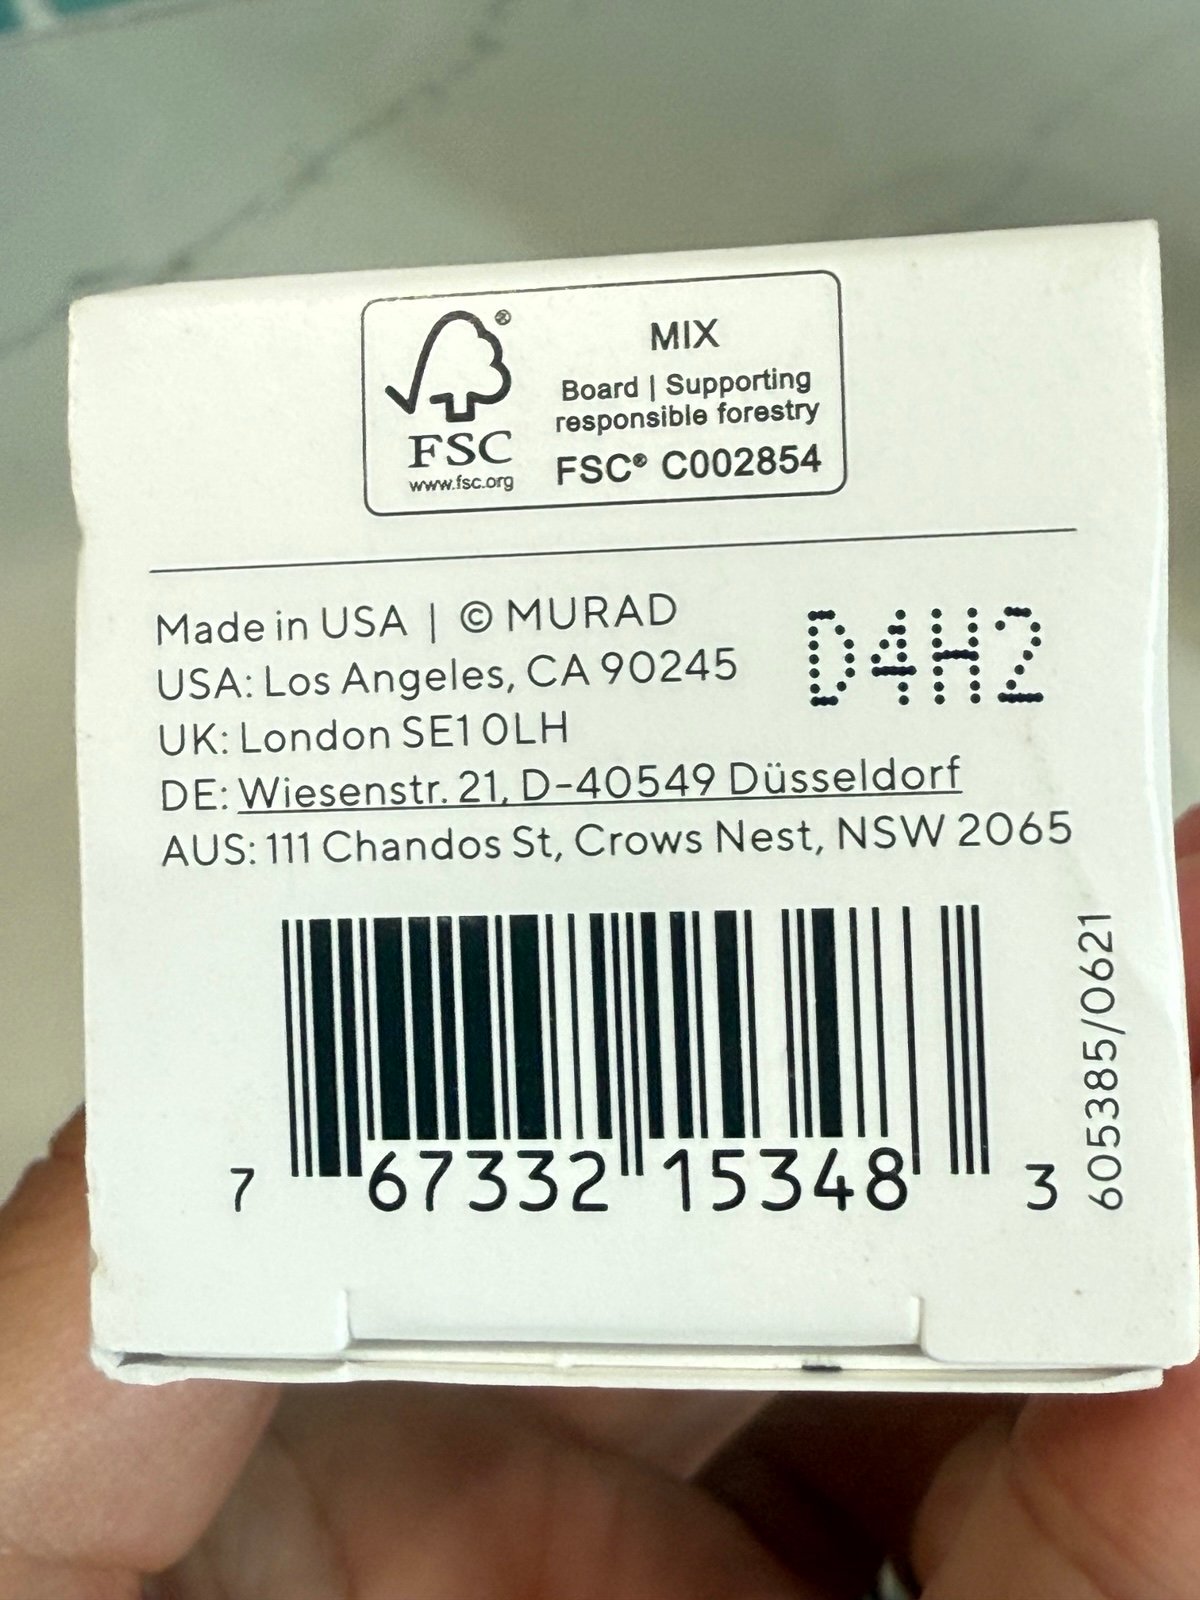 MIX
Board | Supporting
responsible forestry
FSC® C002854
®
FSC
www.fsc.org
Made in USA | © MURAD
USA: Los Angeles, CA 90245
UK: London SE1 0LH
DE: Wiesenstr. 21, D-40549 Düsseldorf
AUS: 111 Chandos St, Crows Nest, NSW 2065
D4H2
7 67332 15348 3
605385/0621